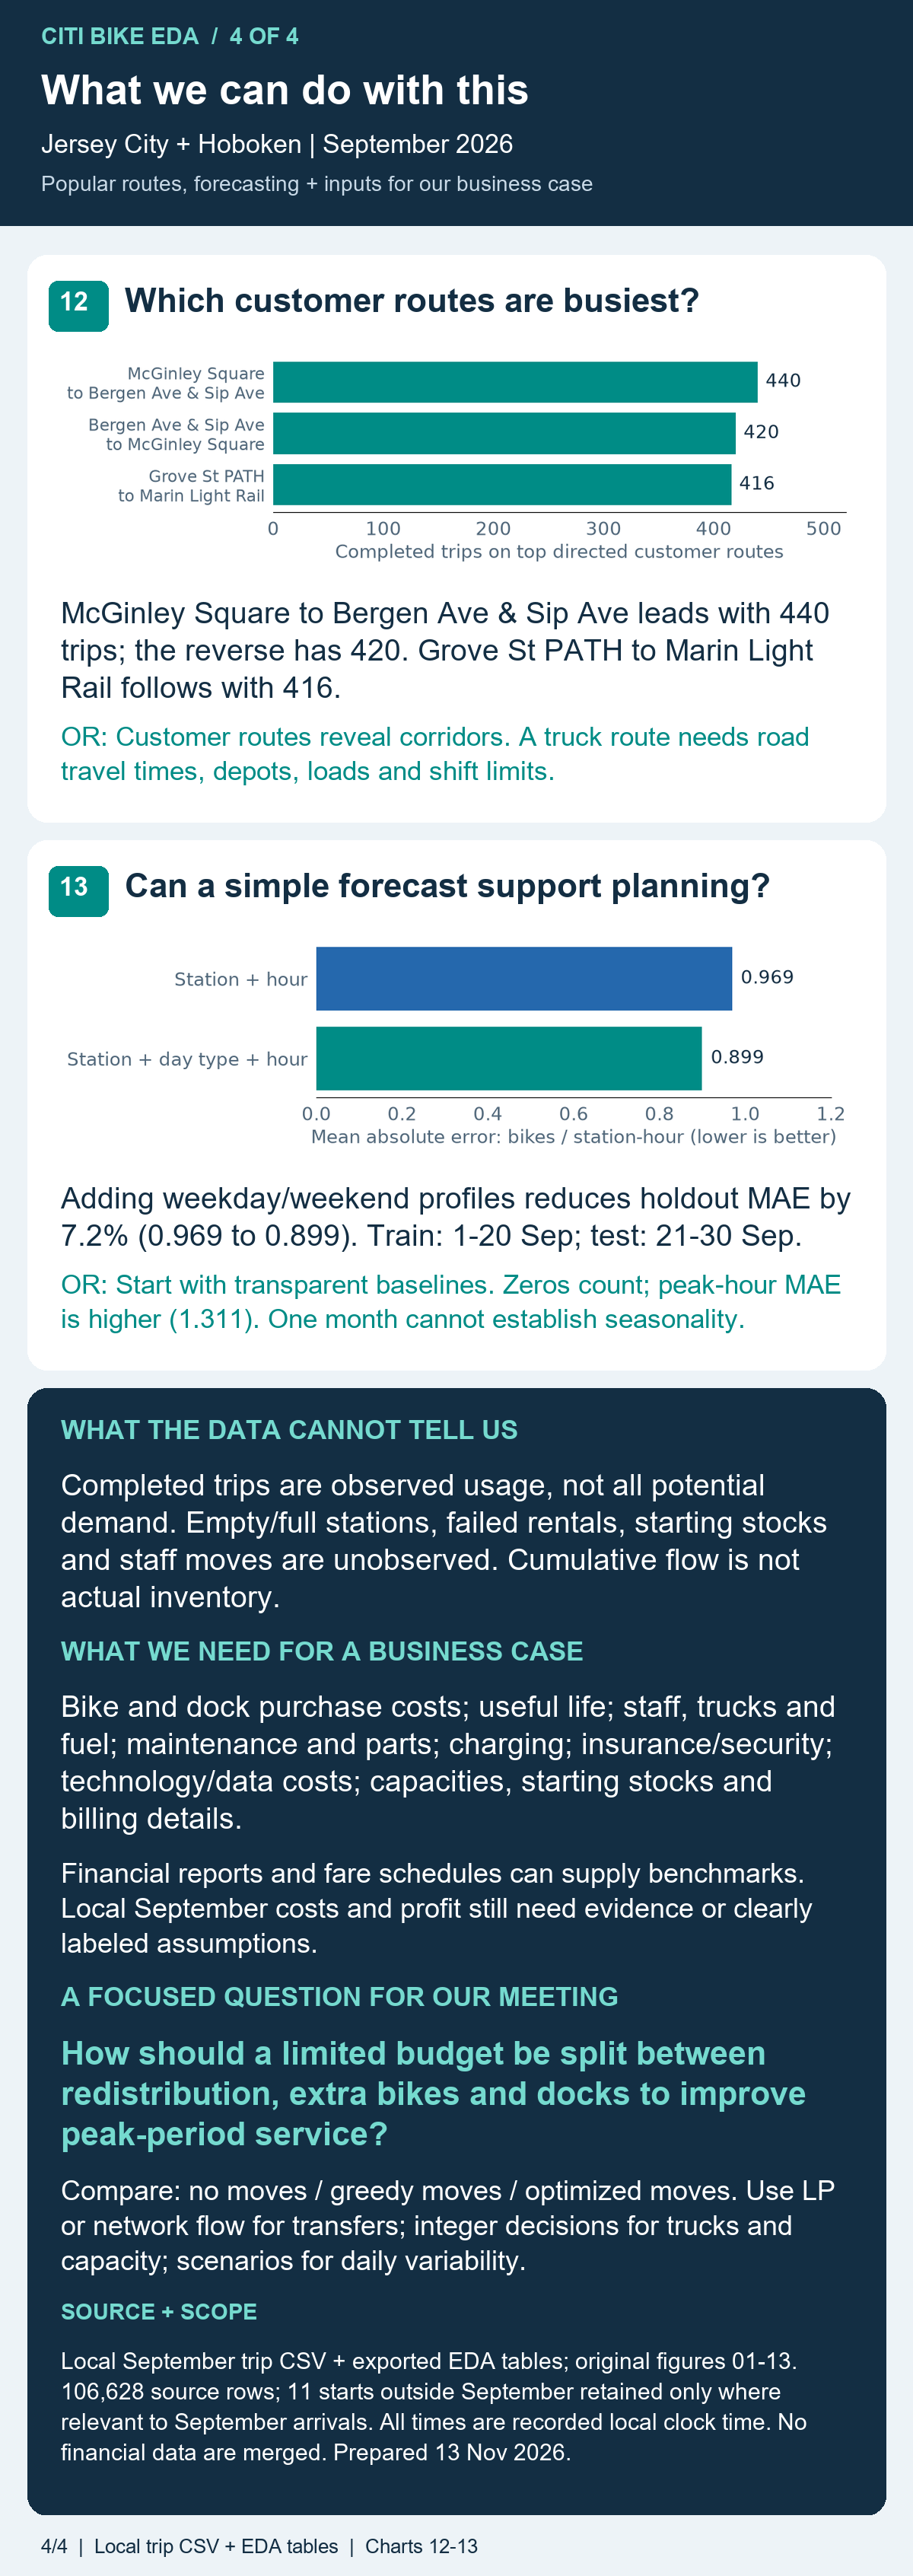 CITI BIKE EDA / 4 OF 4
What we can do with this
Jersey City + Hoboken | September 2026
Popular routes, forecasting + inputs for our business case
12 Which customer routes are busiest?
McGinley Square
to Bergen Ave & Sip Ave
440
Bergen Ave & Sip Ave
to McGinley Square
420
Grove St PATH
to Marin Light Rail
416
0 100 200 300 400 500
Completed trips on top directed customer routes
McGinley Square to Bergen Ave & Sip Ave leads with 440
trips; the reverse has 420. Grove St PATH to Marin Light
Rail follows with 416.
OR: Customer routes reveal corridors. A truck route needs road
travel times, depots, loads and shift limits.
13 Can a simple forecast support planning?
Station + hour 0.969
Station + day type + hour 0.899
0.0 0.2 0.4 0.6 0.8 1.0 1.2
Mean absolute error: bikes / station-hour (lower is better)
Adding weekday/weekend profiles reduces holdout MAE by
7.2% (0.969 to 0.899). Train: 1-20 Sep; test: 21-30 Sep.
OR: Start with transparent baselines. Zeros count; peak-hour MAE
is higher (1.311). One month cannot establish seasonality.
WHAT THE DATA CANNOT TELL US
Completed trips are observed usage, not all potential
demand. Empty/full stations, failed rentals, starting stocks
and staff moves are unobserved. Cumulative flow is not
actual inventory.
WHAT WE NEED FOR A BUSINESS CASE
Bike and dock purchase costs; useful life; staff, trucks and
fuel; maintenance and parts; charging; insurance/security;
technology/data costs; capacities, starting stocks and
billing details.
Financial reports and fare schedules can supply benchmarks.
Local September costs and profit still need evidence or clearly
labeled assumptions.
A FOCUSED QUESTION FOR OUR MEETING
How should a limited budget be split between
redistribution, extra bikes and docks to improve
peak-period service?
Compare: no moves / greedy moves / optimized moves. Use LP
or network flow for transfers; integer decisions for trucks and
capacity; scenarios for daily variability.
SOURCE + SCOPE
Local September trip CSV + exported EDA tables; original figures 01-13.
106,628 source rows; 11 starts outside September retained only where
relevant to September arrivals. All times are recorded local clock time. No
financial data are merged. Prepared 13 Nov 2026.
4/4 | Local trip CSV + EDA tables | Charts 12-13